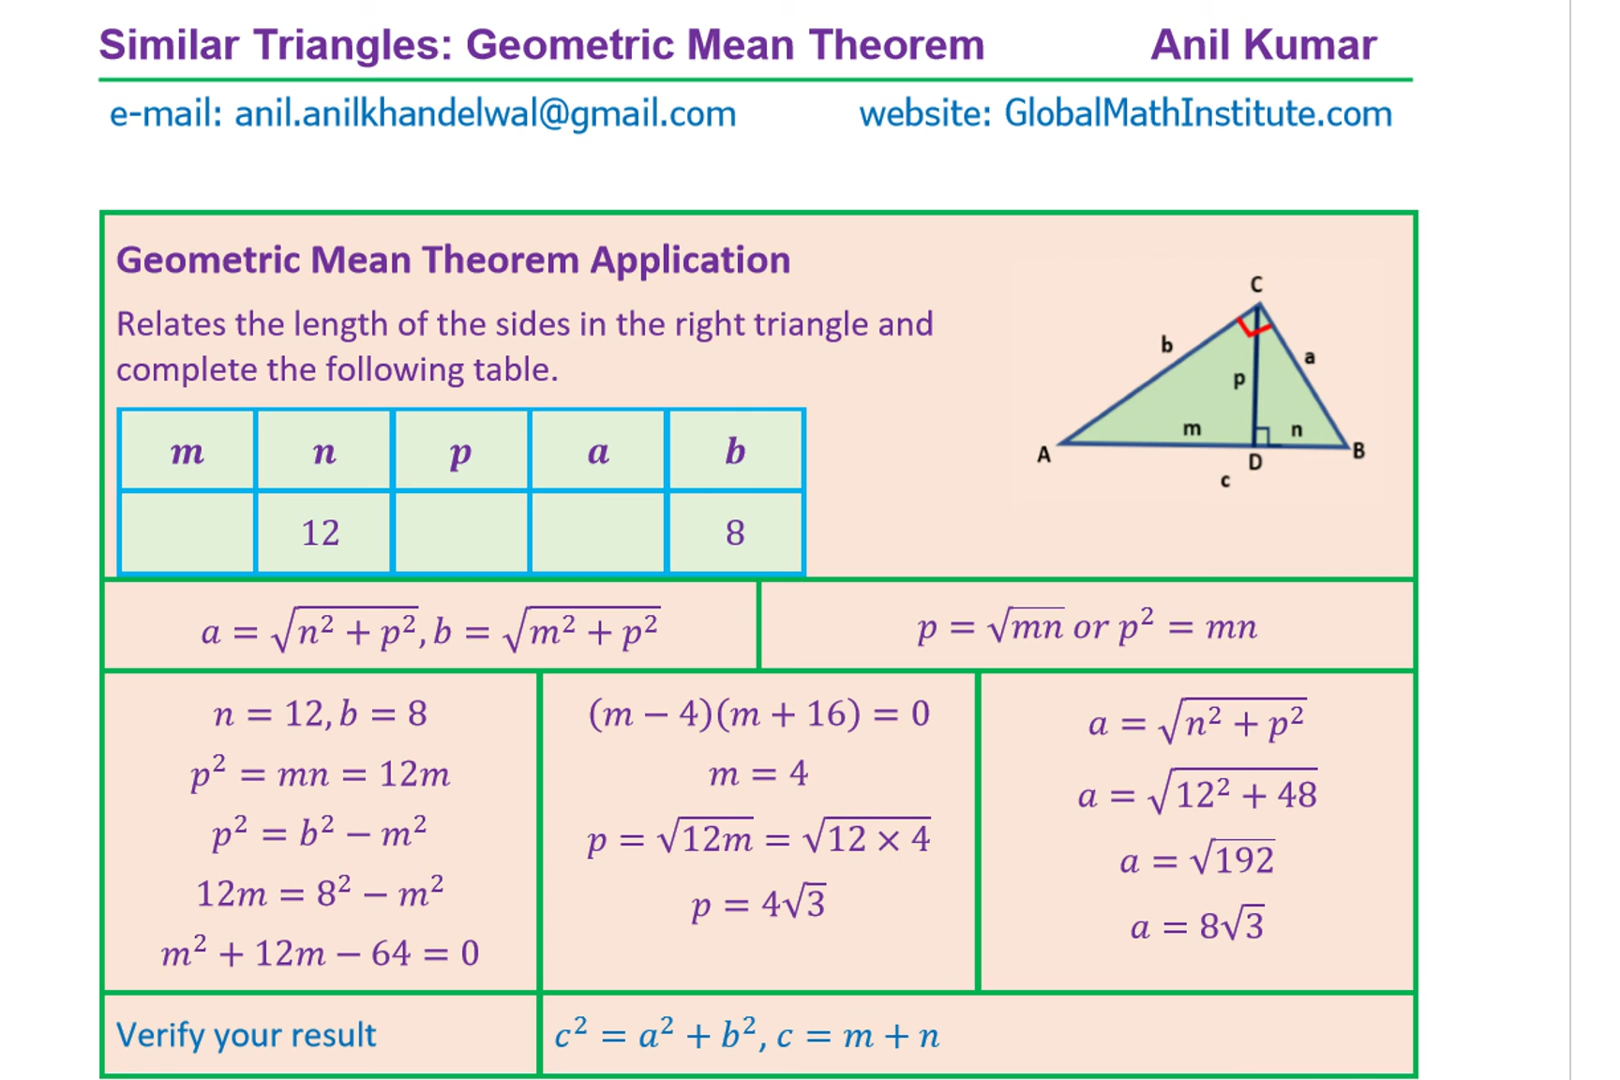 Similar Triangles: Geometric Mean Theorem Anil Kumar
e-mail: anil.anilkhandelwal@gmail.com website: GlobalMathInstitute.com
Geometric Mean Theorem Application
Relates the length of the sides in the right triangle and
complete the following table.
m n p a b
12 8
C
b
a
p
m
n
A
D
B
c
a = √(n² + p²), b = √(m² + p²)
p = √(mn) or p² = mn
n = 12, b = 8
p² = mn = 12m
p² = b² − m²
12m = 8² − m²
m² + 12m − 64 = 0
(m − 4)(m + 16) = 0
m = 4
p = √(12m) = √(12 × 4)
p = 4√3
a = √(n² + p²)
a = √(12² + 48)
a = √192
a = 8√3
Verify your result
c² = a² + b², c = m + n